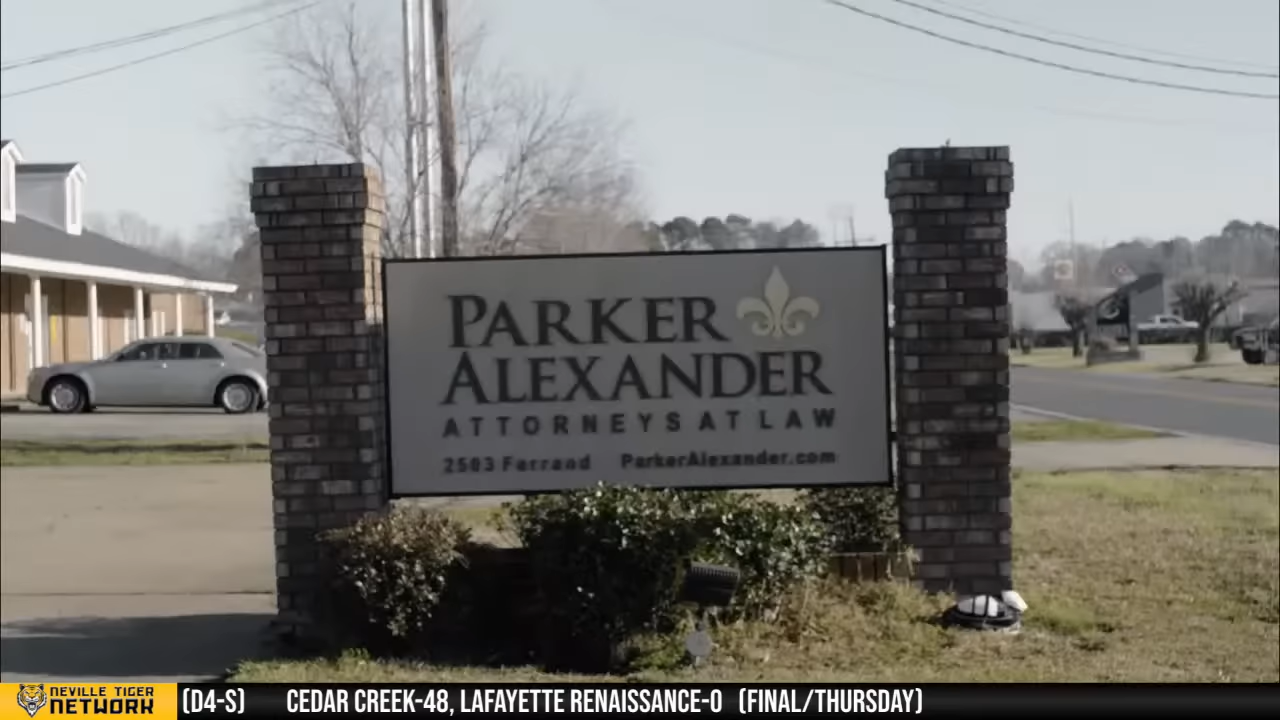 PARKER
ALEXANDER
ATTORNEYS AT LAW
2503 Ferrand ParkerAlexander.com
NEVILLE TIGER
NETWORK
(D4-S) CEDAR CREEK-48, LAFAYETTE RENAISSANCE-0 (FINAL/THURSDAY)